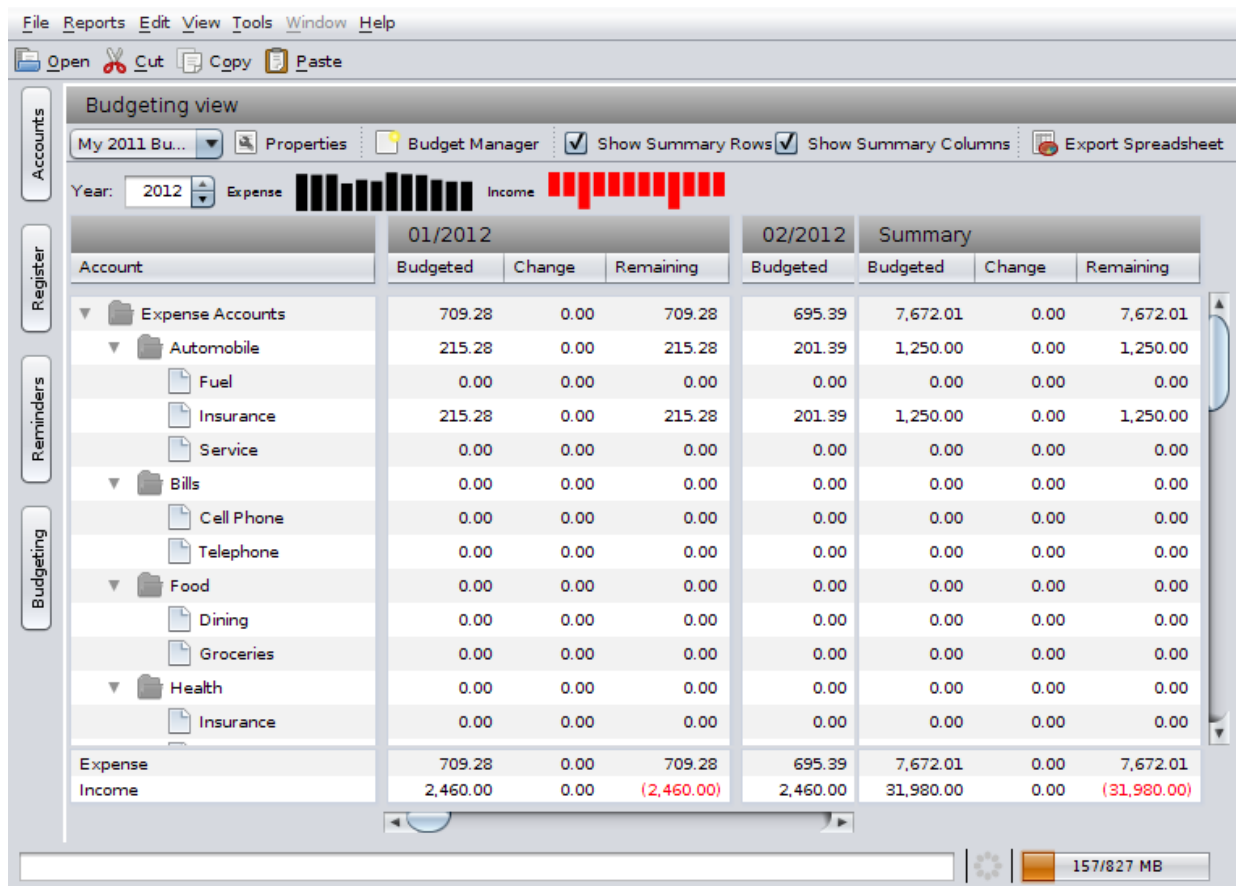 File Reports Edit View Tools Window Help
Open Cut Copy Paste
Accounts
Register
Reminders
Budgeting
Budgeting view
My 2011 Bu... Properties Budget Manager Show Summary Rows Show Summary Columns Export Spreadsheet
Year: 2012 Expense Income
01/2012 02/2012 Summary
Account Budgeted Change Remaining Budgeted Budgeted Change Remaining
Expense Accounts 709.28 0.00 709.28 695.39 7,672.01 0.00 7,672.01
Automobile 215.28 0.00 215.28 201.39 1,250.00 0.00 1,250.00
Fuel 0.00 0.00 0.00 0.00 0.00 0.00 0.00
Insurance 215.28 0.00 215.28 201.39 1,250.00 0.00 1,250.00
Service 0.00 0.00 0.00 0.00 0.00 0.00 0.00
Bills 0.00 0.00 0.00 0.00 0.00 0.00 0.00
Cell Phone 0.00 0.00 0.00 0.00 0.00 0.00 0.00
Telephone 0.00 0.00 0.00 0.00 0.00 0.00 0.00
Food 0.00 0.00 0.00 0.00 0.00 0.00 0.00
Dining 0.00 0.00 0.00 0.00 0.00 0.00 0.00
Groceries 0.00 0.00 0.00 0.00 0.00 0.00 0.00
Health 0.00 0.00 0.00 0.00 0.00 0.00 0.00
Insurance 0.00 0.00 0.00 0.00 0.00 0.00 0.00
Expense 709.28 0.00 709.28 695.39 7,672.01 0.00 7,672.01
Income 2,460.00 0.00 (2,460.00) 2,460.00 31,980.00 0.00 (31,980.00)
157/827 MB